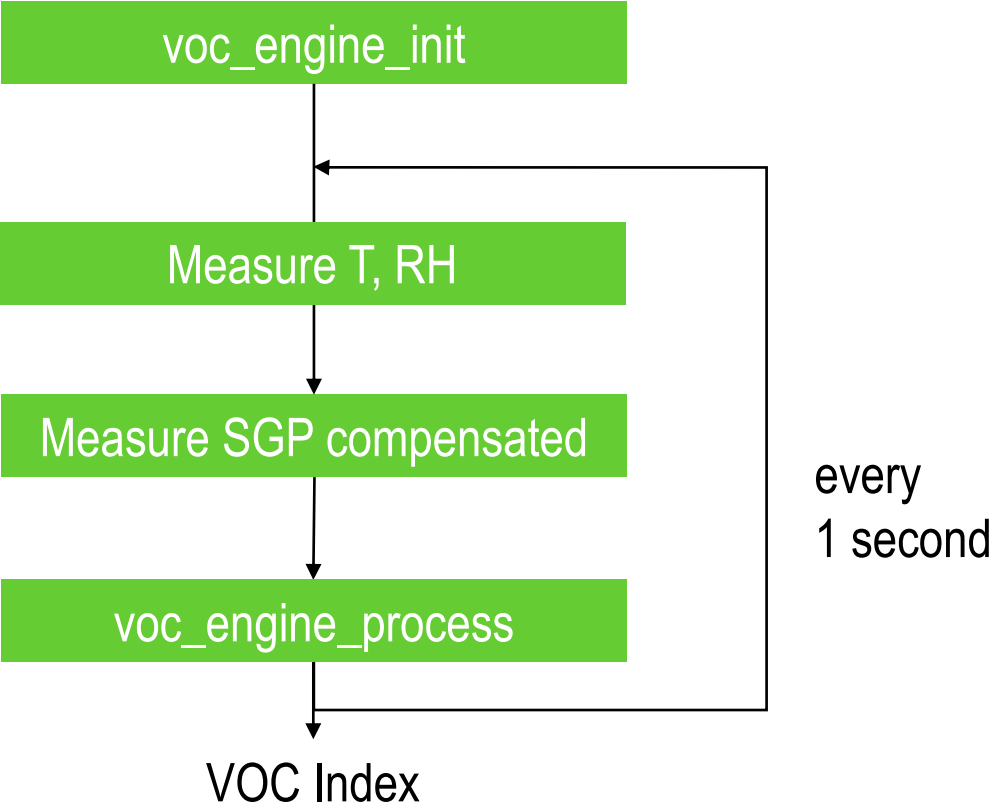 voc_engine_init
Measure T, RH
Measure SGP compensated
every
1 second
voc_engine_process
VOC Index